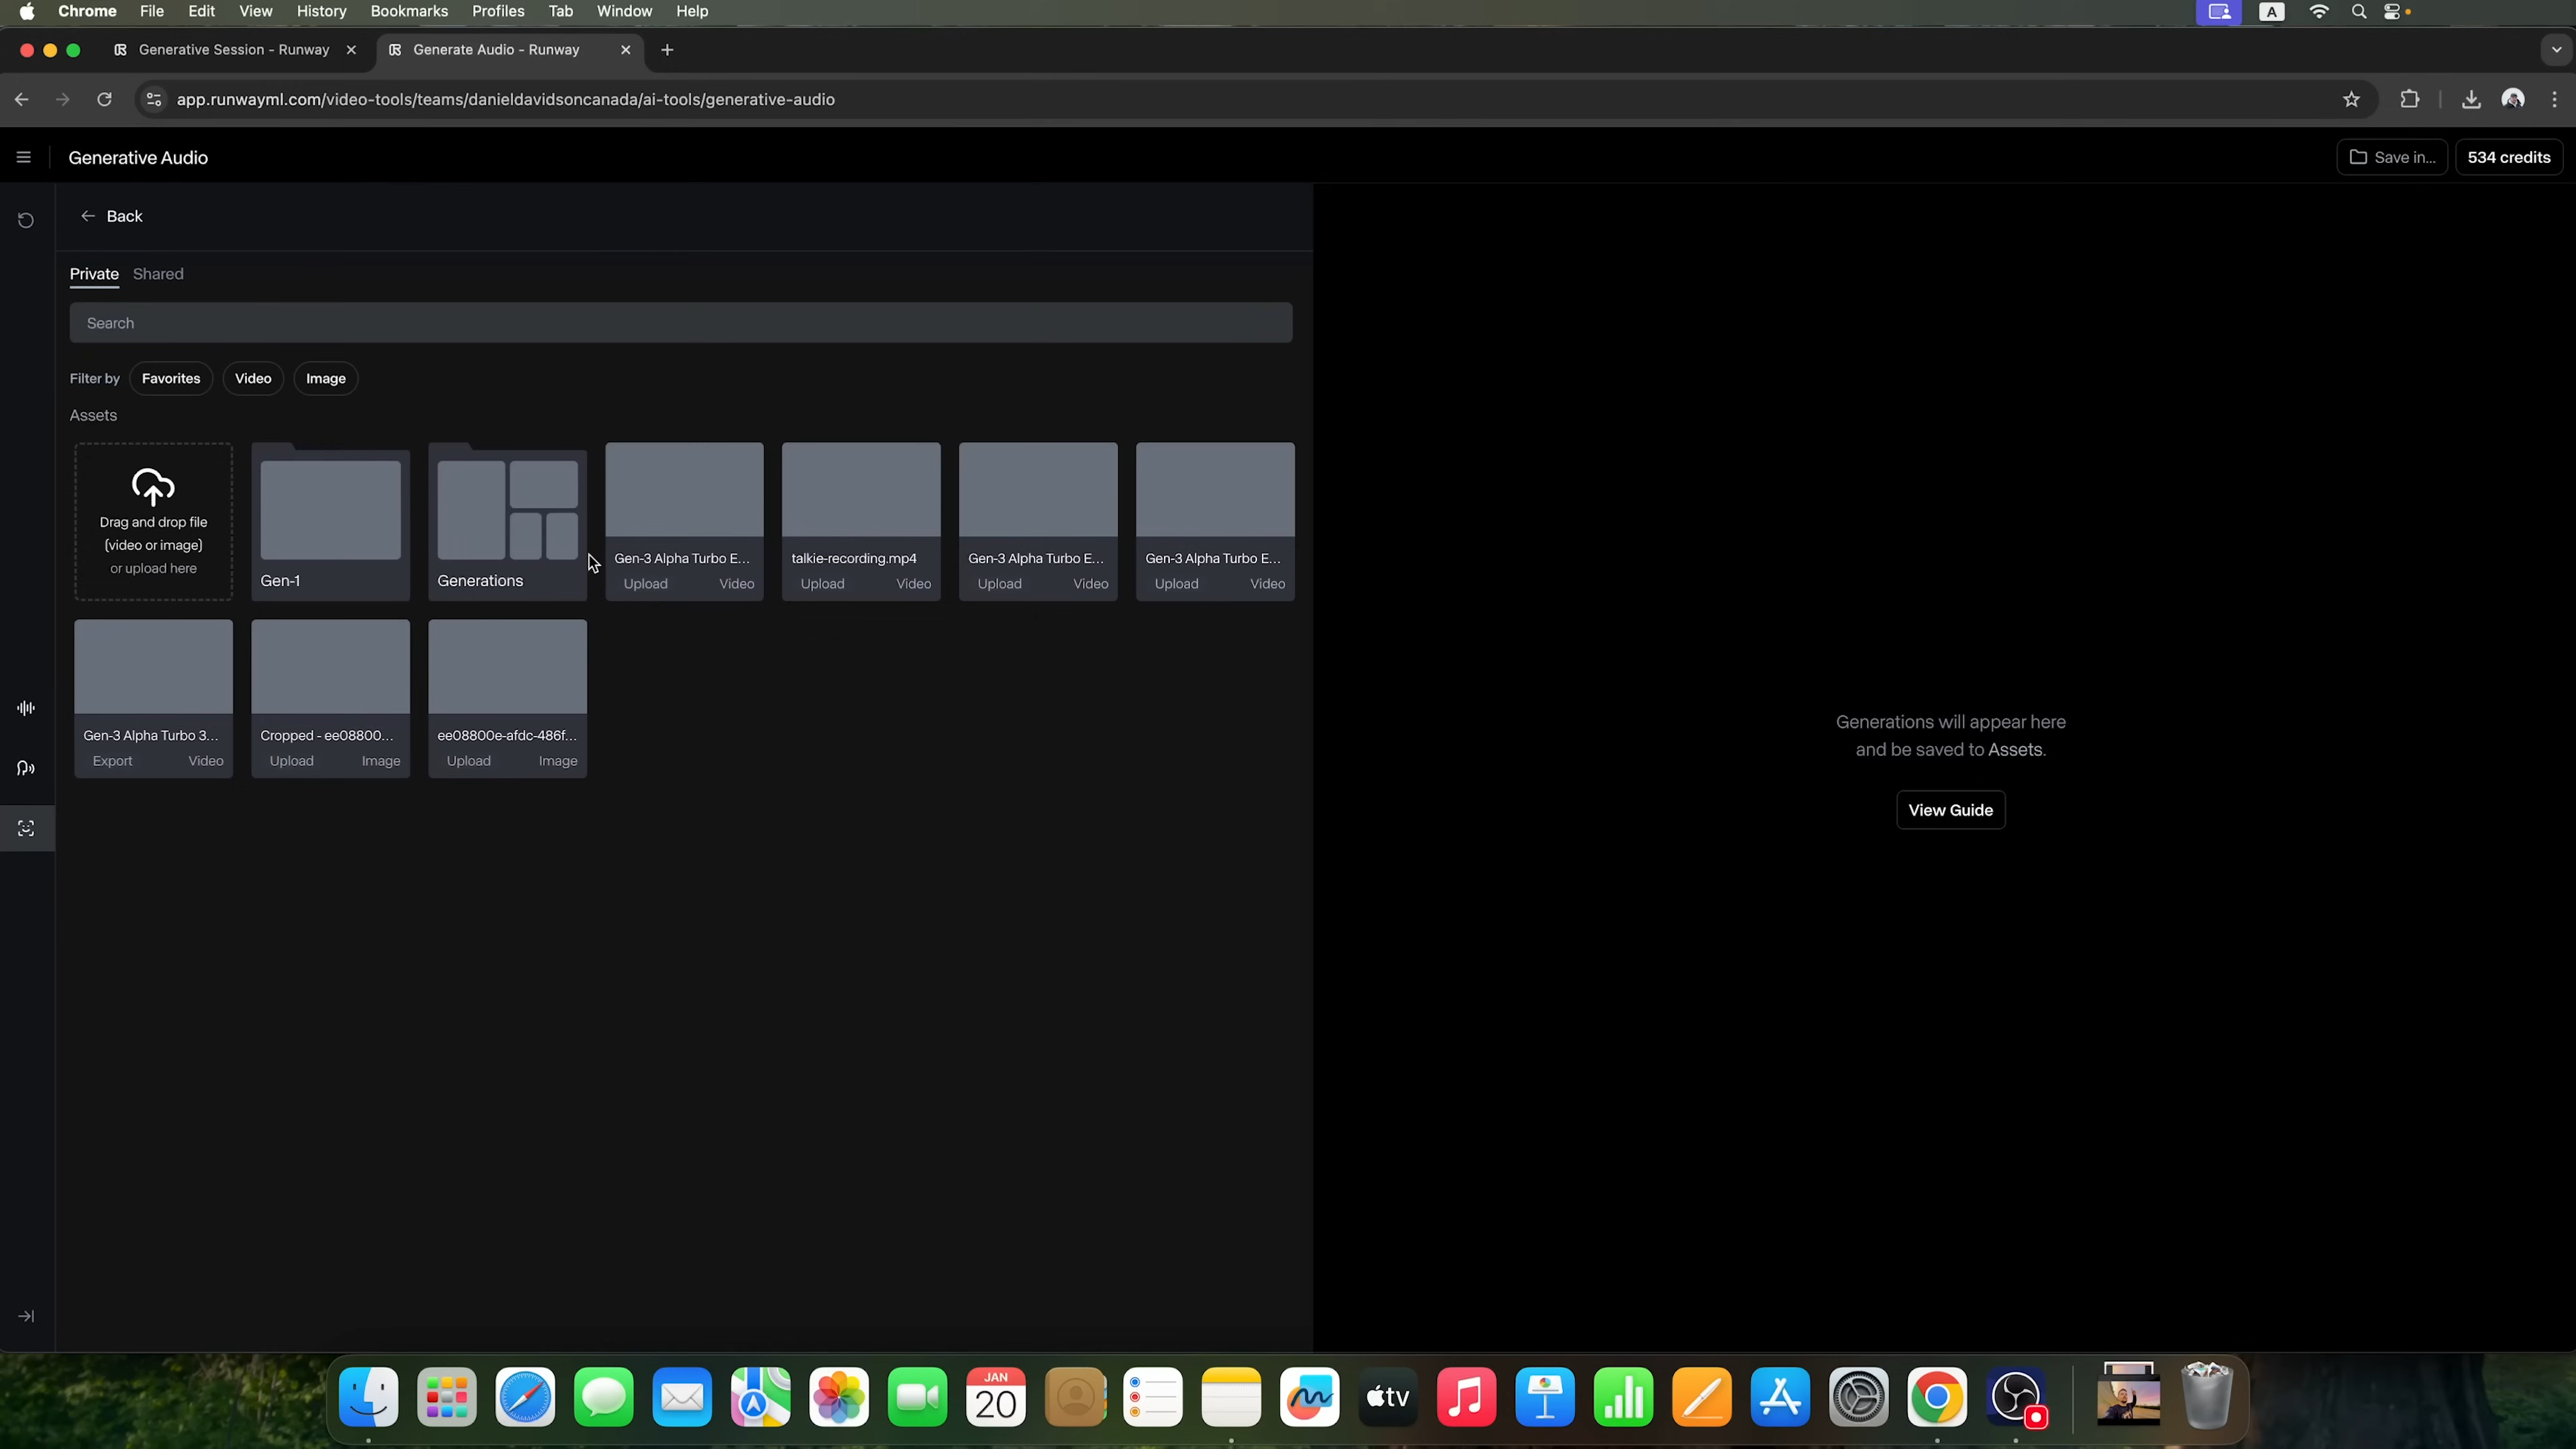 Chrome File Edit View History Bookmarks Profiles Tab Window Help
A
Generative Session - Runway
Generate Audio - Runway
app.runwayml.com/video-tools/teams/danieldavidsoncanada/ai-tools/generative-audio
Generative Audio
Save in...
534 credits
Back
Private Shared
Search
Filter by Favorites Video Image
Assets
Drag and drop file
(video or image)
or upload here
Gen-1
Generations
Gen-3 Alpha Turbo E...
Upload Video
talkie-recording.mp4
Upload Video
Gen-3 Alpha Turbo E...
Upload Video
Gen-3 Alpha Turbo E...
Upload Video
Gen-3 Alpha Turbo 3...
Export Video
Cropped - ee08800...
Upload Image
ee08800e-afdc-486f...
Upload Image
Generations will appear here
and be saved to Assets.
View Guide
JAN
20
tv